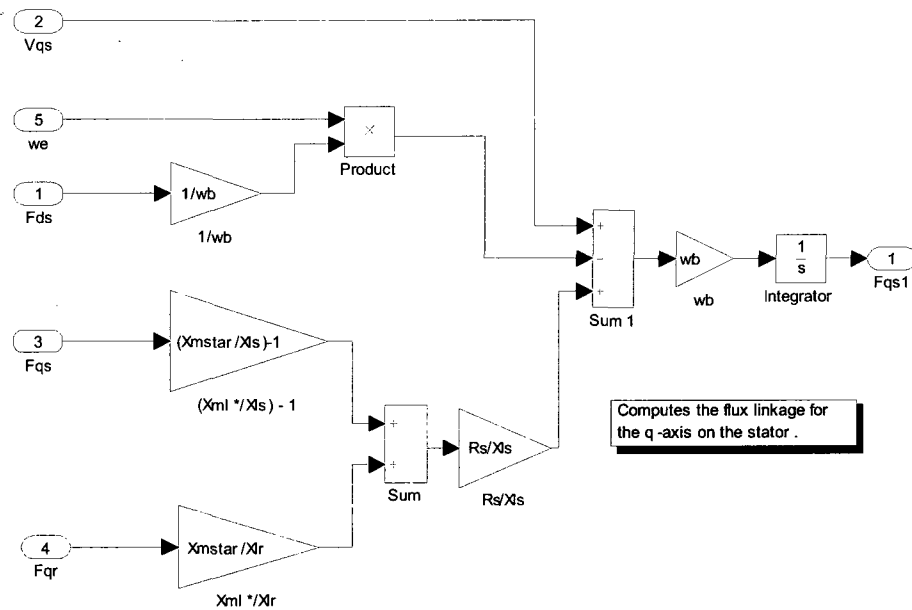 2
Vqs
5
we
×
Product
1
Fds
1/wb
1/wb
+
−
+
Sum 1
wb
wb
1
s
Integrator
1
Fqs1
3
Fqs
(Xmstar /Xls)-1
(Xml */Xls) - 1
+
+
Sum
Rs/Xls
Rs/Xls
Computes the flux linkage for
the q -axis on the stator .
4
Fqr
Xmstar /Xlr
Xml */Xlr